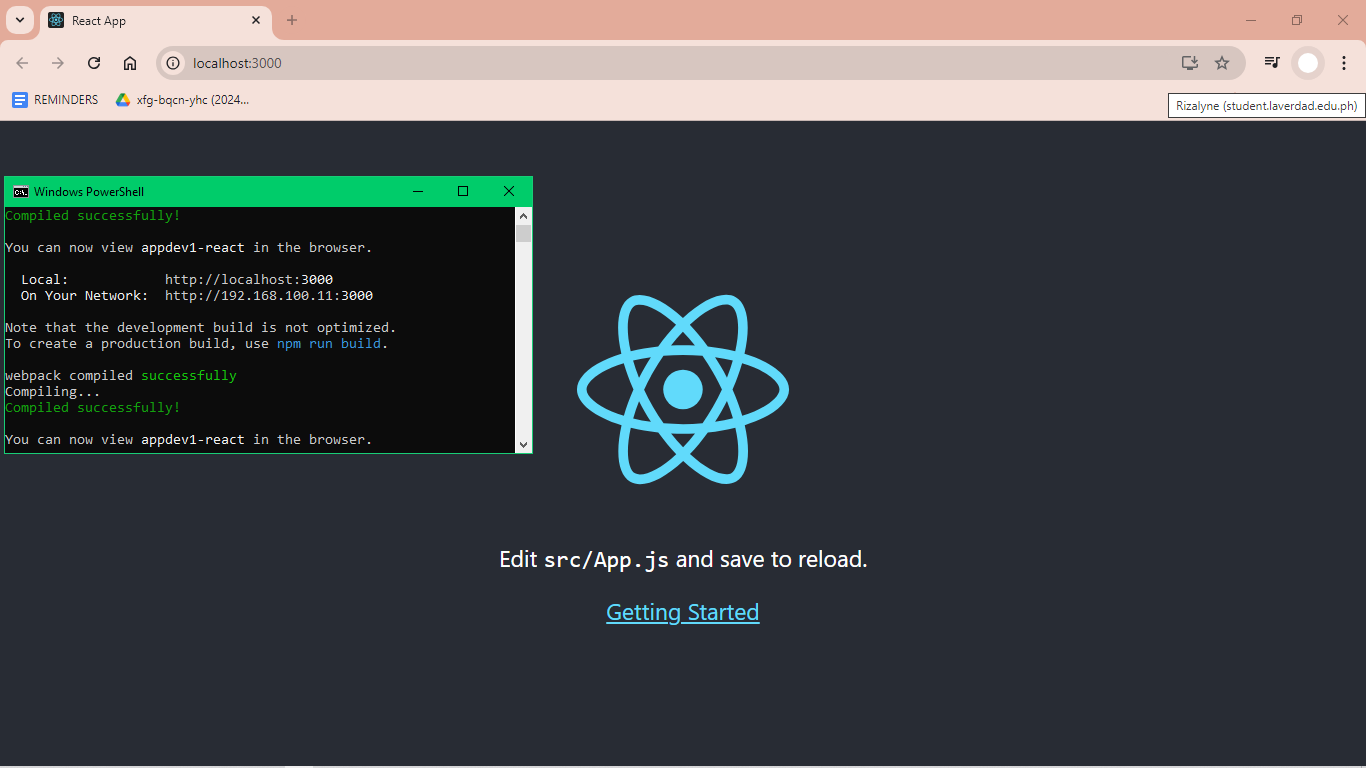 React App
localhost:3000
REMINDERS
xfg-bqcn-yhc (2024...
Rizalyne (student.laverdad.edu.ph)
Windows PowerShell
Compiled successfully!
You can now view appdev1-react in the browser.
Local: http://localhost:3000
On Your Network: http://192.168.100.11:3000
Note that the development build is not optimized.
To create a production build, use npm run build.
webpack compiled successfully
Compiling...
Compiled successfully!
You can now view appdev1-react in the browser.
Edit src/App.js and save to reload.
Getting Started